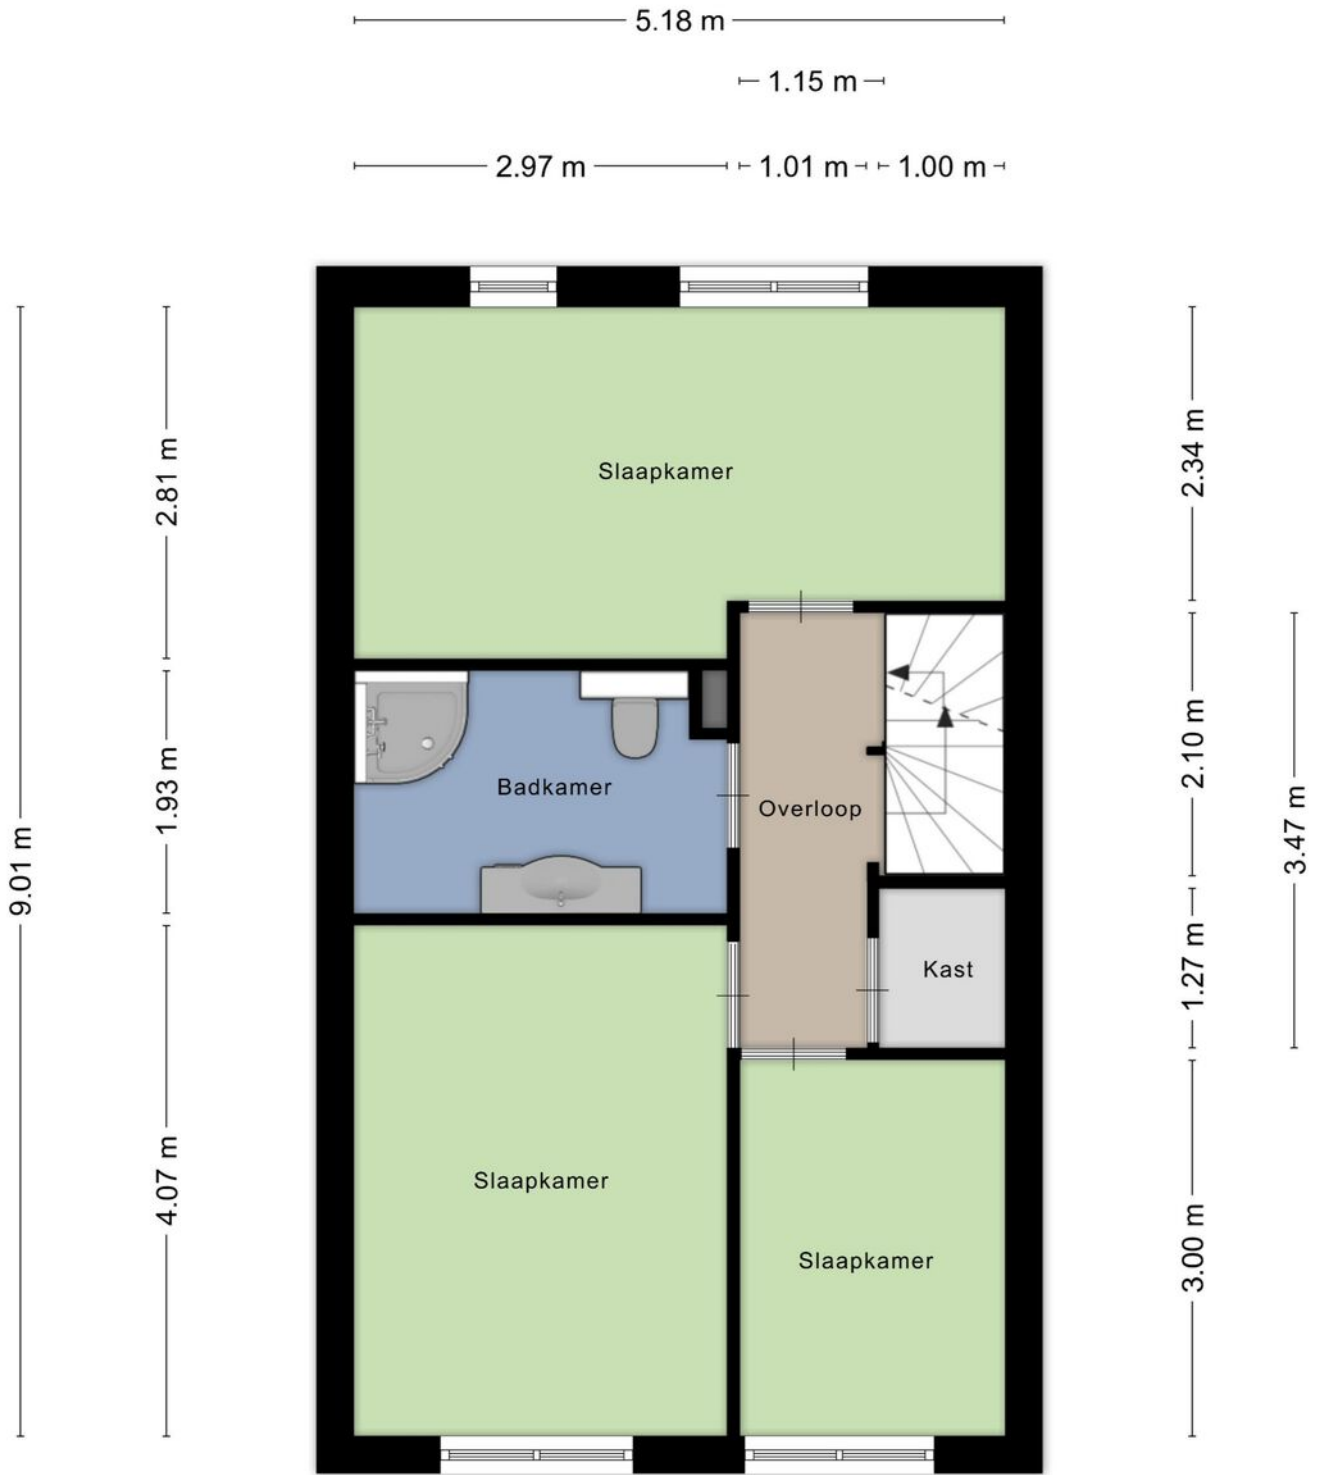 5.18 m
1.15 m
2.97 m
1.01 m
1.00 m
2.81 m
2.34 m
Slaapkamer
9.01 m
1.93 m
Badkamer
Overloop
2.10 m
3.47 m
Kast
1.27 m
4.07 m
Slaapkamer
Slaapkamer
3.00 m